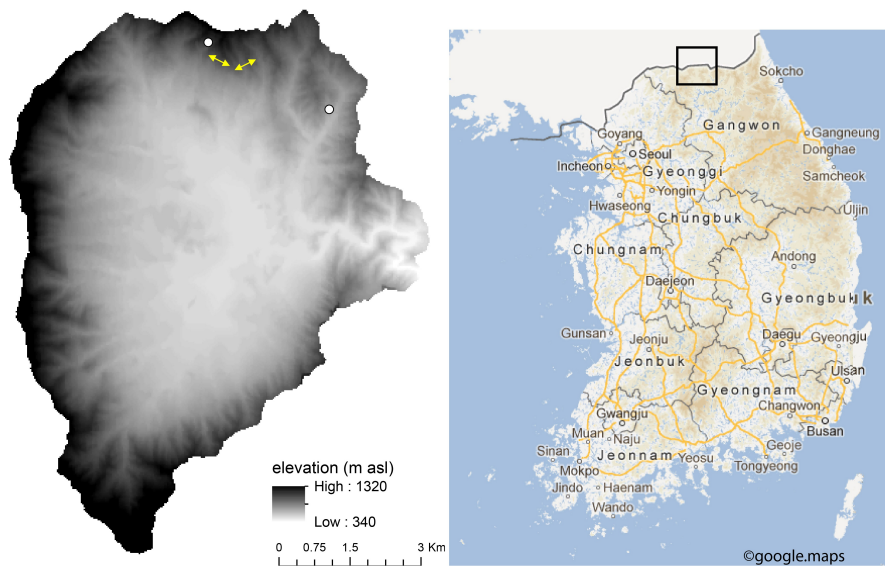 elevation (m asl)
High : 1320
Low : 340
0 0.75 1.5 3 Km
Sokcho
Gangwon
Goyang
Seoul
Gangneung
Donghae
Incheon
Gyeonggi
Samcheok
Yongin
Hwaseong
Chungbuk
Uljin
Chungnam
Andong
Daejeon
Gyeongbuk
uk
Gunsan
Jeonju
Daegu
Gyeongju
Jeonbuk
Ulsan
Gyeongnam
Gwangju
Changwon
Muan
Naju
Busan
Sinan
Jeonnam
Geoje
Mokpo
Yeosu
Tongyeong
Jindo
Haenam
Wando
©google.maps